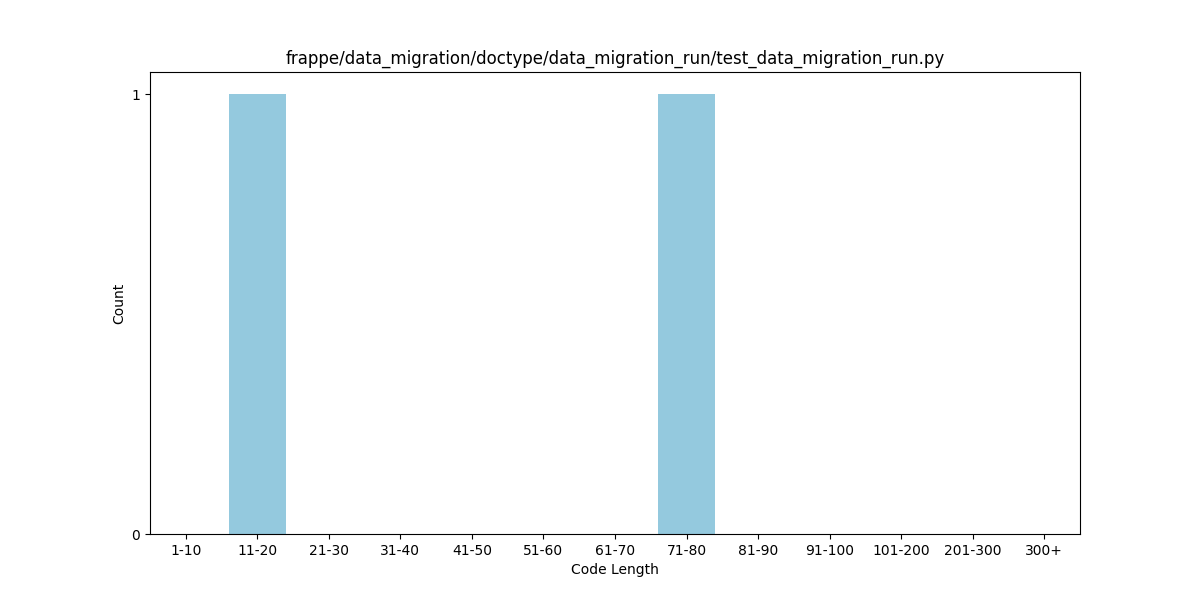 frappe/data_migration/doctype/data_migration_run/test_data_migration_run.py
1
Count
0
1-10 11-20 21-30 31-40 41-50 51-60 61-70 71-80 81-90 91-100 101-200 201-300 300+
Code Length